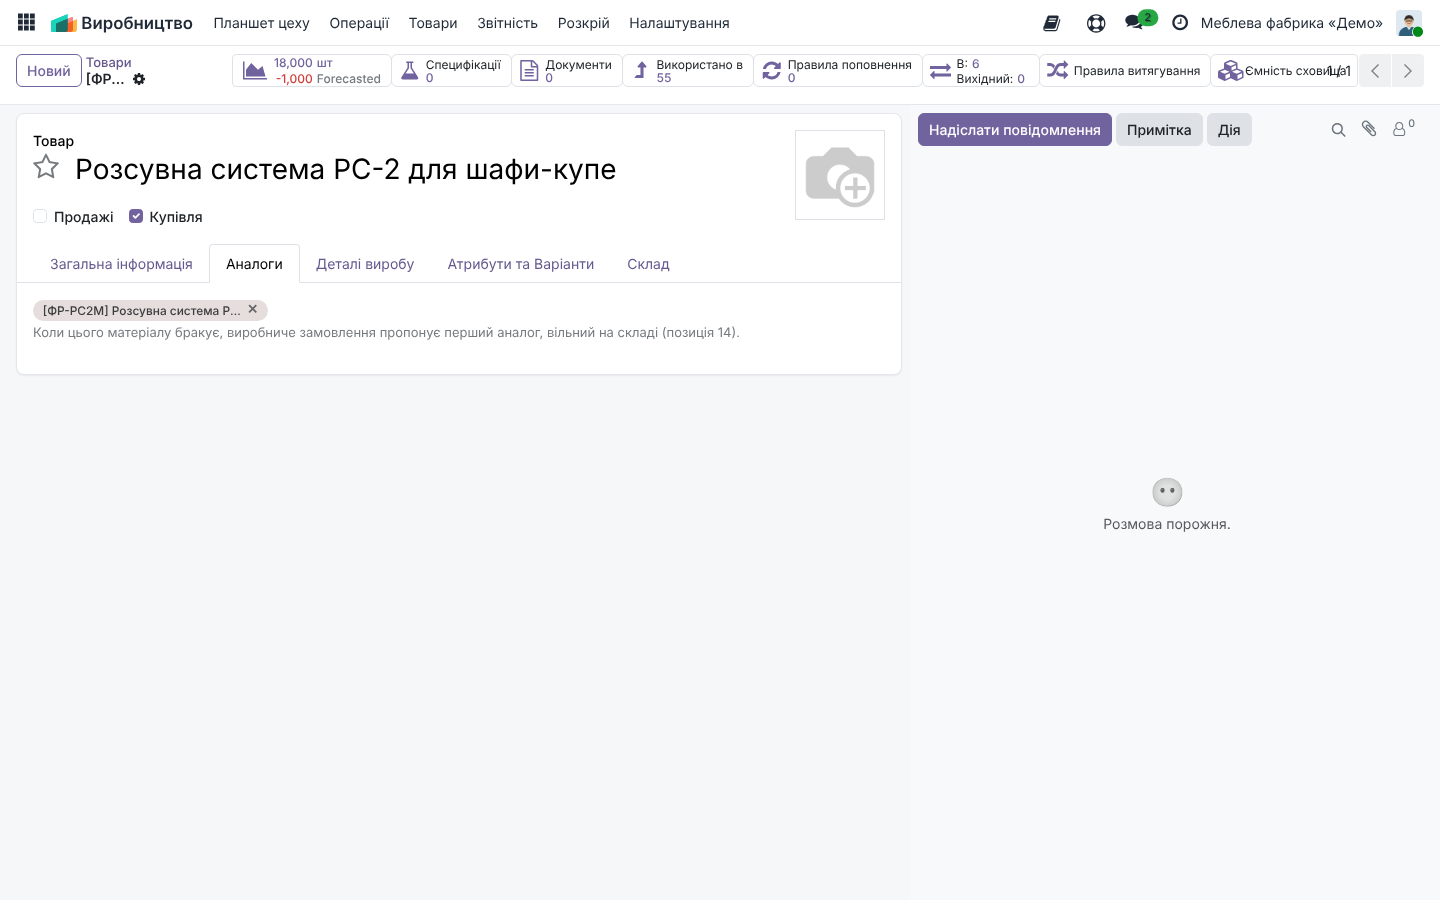 Виробництво
Планшет цеху
Операції
Товари
Звітність
Розкрій
Налаштування
2
Меблева фабрика «Демо»
Новий
Товари
[ФР...
18,000 шт
-1,000 Forecasted
Специфікації
0
Документи
0
Використано в
55
Правила поповнення
0
В: 6
Вихідний: 0
Правила витягування
Ємність сховища
1 / 1
Товар
Розсувна система РС-2 для шафи-купе
Продажі
Купівля
Загальна інформація
Аналоги
Деталі виробу
Атрибути та Варіанти
Склад
[ФР-РС2М] Розсувна система Р...
Коли цього матеріалу бракує, виробниче замовлення пропонує перший аналог, вільний на складі (позиція 14).
Надіслати повідомлення
Примітка
Дія
0
Розмова порожня.